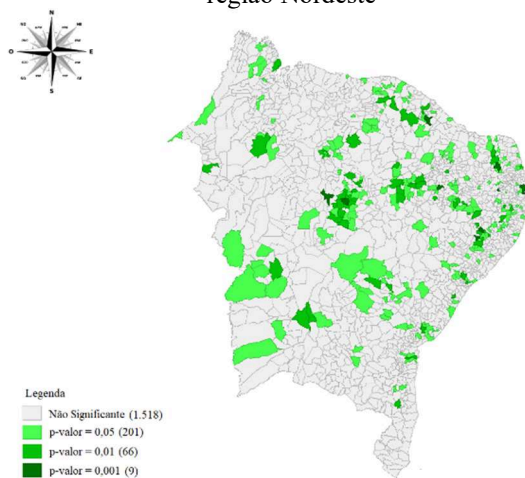 região Nordeste
N
O
E
S
Legenda
Não Significante (1.518)
p-valor = 0,05 (201)
p-valor = 0,01 (66)
p-valor = 0,001 (9)